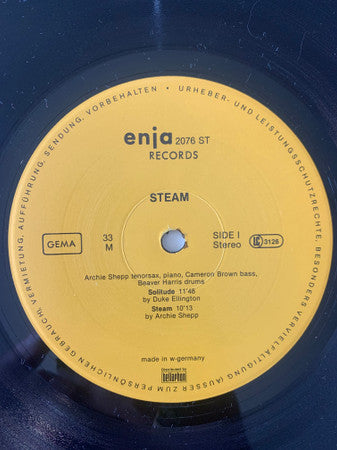 URHEBER- UND LEISTUNGSSCHUTZRECHTE, BESONDERS VERVIELFÄLTIGUNG (AUSSER ZUM PERSÖNLICHEN GEBRAUCH), VERMIETUNG, AUFFÜHRUNG, SENDUNG, VORBEHALTEN •
enja 2076 ST
RECORDS
STEAM
GEMA
33
M
SIDE I
Stereo
LC 3126
Archie Shepp tenorsax, piano, Cameron Brown bass,
Beaver Harris drums
Solitude 11'46
by Duke Ellington
Steam 10'13
by Archie Shepp
made in w-germany
bellaphon